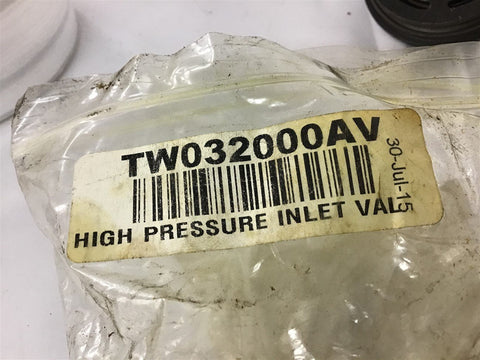 TW032000AV
30-Jul-15
HIGH PRESSURE INLET VAL